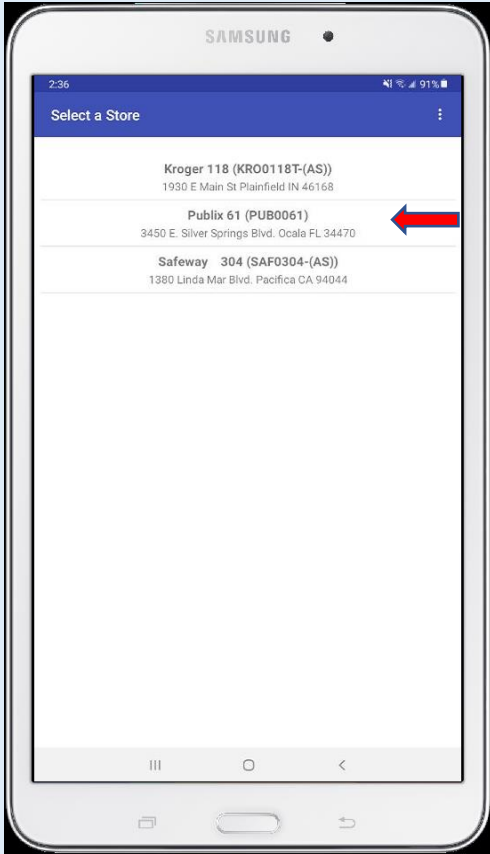 SAMSUNG
2:36 91%
Select a Store
Kroger 118 (KRO0118T-(AS))
1930 E Main St Plainfield IN 46168
Publix 61 (PUB0061)
3450 E. Silver Springs Blvd. Ocala FL 34470
Safeway 304 (SAF0304-(AS))
1380 Linda Mar Blvd. Pacifica CA 94044